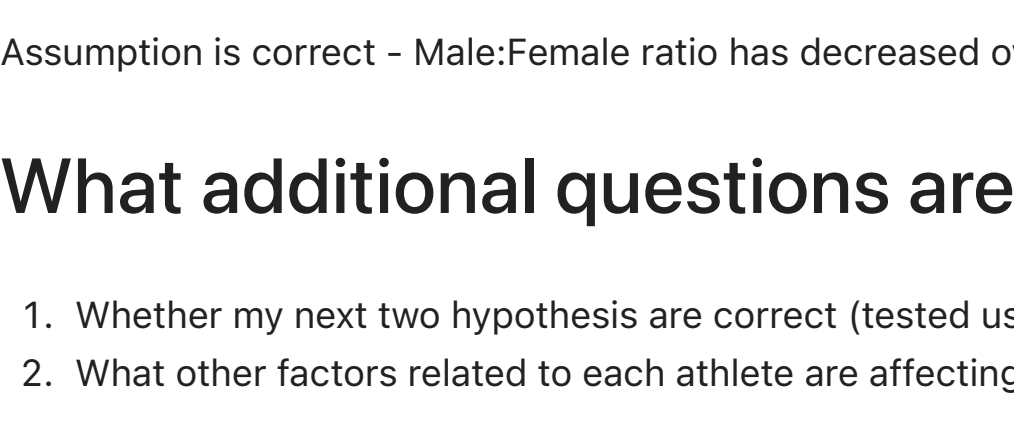 Assumption is correct - Male:Female ratio has decreased
What additional questions are
1. Whether my next two hypothesis are correct (tested
2. What other factors related to each athlete are affecting